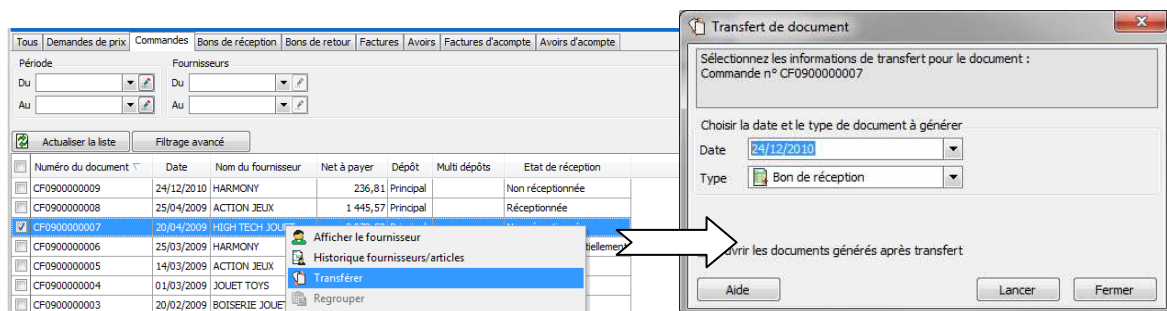 Tous Demandes de prix Commandes Bons de réception Bons de retour Factures Avoirs Factures d'acompte Avoirs d'acompte
Période Fournisseurs
Du Du
Au Au
Actualiser la liste Filtrage avancé
Numéro du document Date Nom du fournisseur Net à payer Dépôt Multi dépôts Etat de réception
CF0900000009 24/12/2010 HARMONY 236,81 Principal Non réceptionnée
CF0900000008 25/04/2009 ACTION JEUX 1 445,57 Principal Réceptionnée
CF0900000007 20/04/2009 HIGH TECH
CF0900000006 25/03/2009 HARMONY
CF0900000005 14/03/2009 ACTION JEUX
CF0900000004 01/03/2009 JOUET TOYS
CF0900000003 20/02/2009 BOISERIE JOUET
Afficher le fournisseur
Historique fournisseurs/articles
Transférer
Regrouper
Transfert de document
Sélectionnez les informations de transfert pour le document :
Commande n° CF0900000007
Choisir la date et le type de document à générer
Date 24/12/2010
Type Bon de réception
les documents générés après transfert
Aide Lancer Fermer